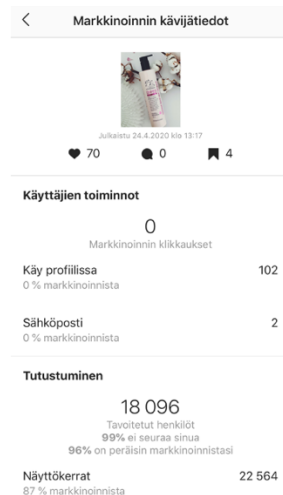 Markkinoinnin kävijätiedot
Julkaistu 24.4.2020 klo 13:17
70 0 4
Käyttäjien toiminnot
0
Markkinoinnin klikkaukset
Käy profiilissa 102
0 % markkinoinnista
Sähköposti 2
0 % markkinoinnista
Tutustuminen
18 096
Tavoitetut henkilöt
99% ei seuraa sinua
96% on peräisin markkinoinnistasi
Näyttökerrat 22 564
87 % markkinoinnista